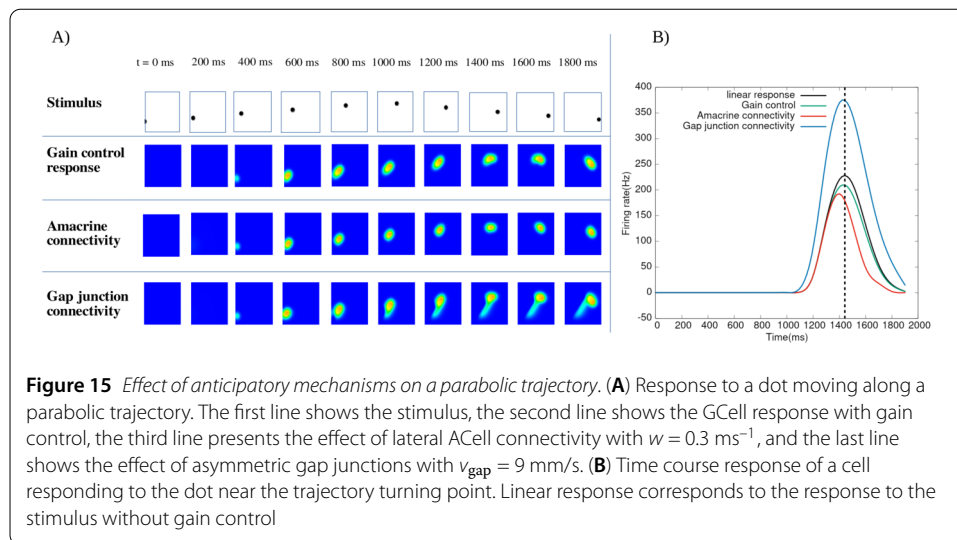 A)
t = 0 ms 200 ms 400 ms 600 ms 800 ms 1000 ms 1200 ms 1400 ms 1600 ms 1800 ms
Stimulus
Gain control
response
Amacrine
connectivity
Gap junction
connectivity
B)
400
350
300
250
200
150
100
50
0
-50
Firing rate(Hz)
linear response
Gain control
Amacrine connectivity
Gap junction connectivity
0 200 400 600 800 1000 1200 1400 1600 1800 2000
Time(ms)
Figure 15 Effect of anticipatory mechanisms on a parabolic trajectory. (A) Response to a dot moving along a
parabolic trajectory. The first line shows the stimulus, the second line shows the GCell response with gain
control, the third line presents the effect of lateral ACell connectivity with w = 0.3 ms⁻¹, and the last line
shows the effect of asymmetric gap junctions with vgap = 9 mm/s. (B) Time course response of a cell
responding to the dot near the trajectory turning point. Linear response corresponds to the response to the
stimulus without gain control